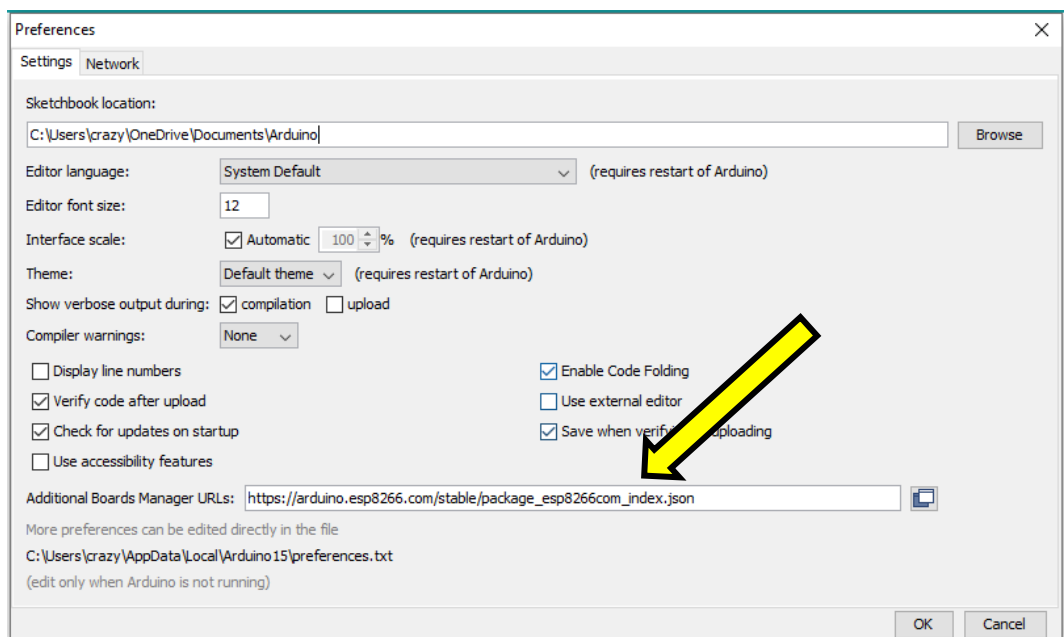 Preferences
Settings Network
Sketchbook location:
C:\Users\crazy\OneDrive\Documents\Arduino Browse
Editor language: System Default (requires restart of Arduino)
Editor font size: 12
Interface scale: Automatic 100 % (requires restart of Arduino)
Theme: Default theme (requires restart of Arduino)
Show verbose output during: compilation upload
Compiler warnings: None
Display line numbers Enable Code Folding
Verify code after upload Use external editor
Check for updates on startup Save when uploading
Use accessibility features
Additional Boards Manager URLs: https://arduino.esp8266.com/stable/package_esp8266com_index.json
More preferences can be edited directly in the file
C:\Users\crazy\AppData\Local\Arduino15\preferences.txt
(edit only when Arduino is not running)
OK Cancel